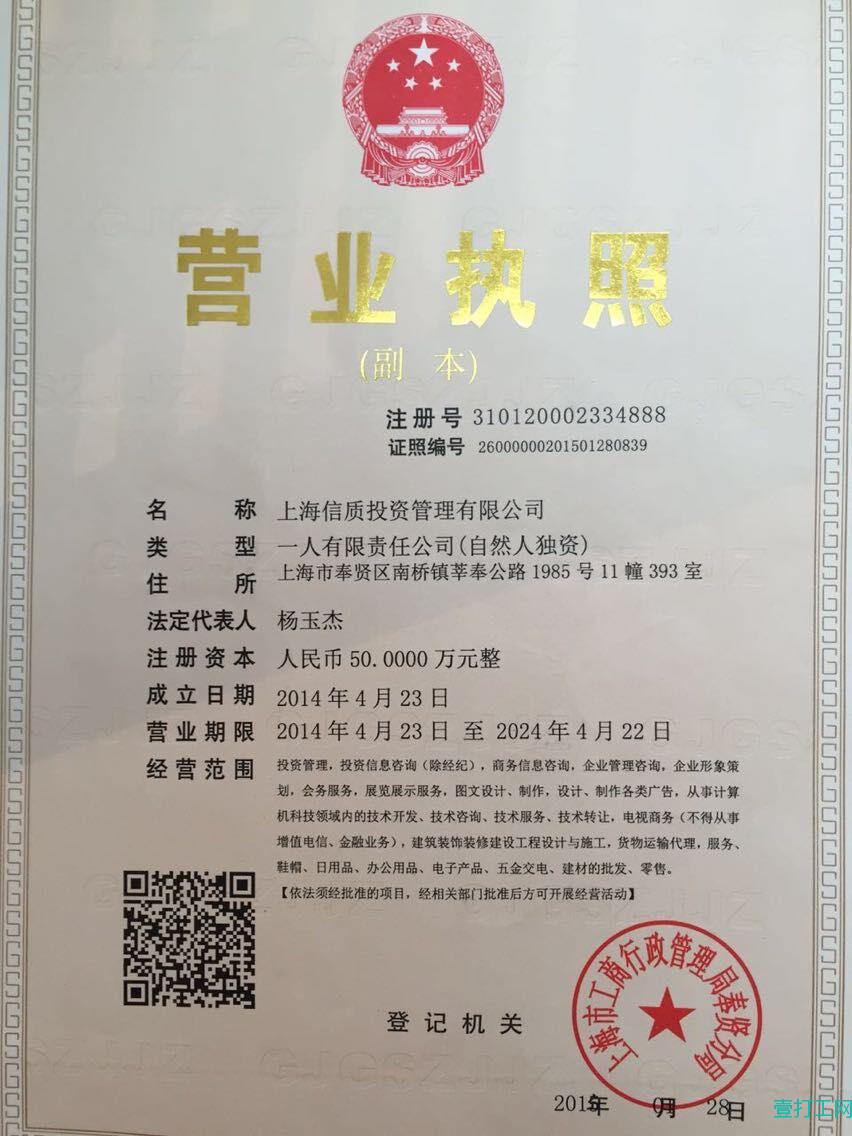 营业执照
(副 本)
注册号 310120002334888
证照编号 26000000201501280839
名称 上海信质投资管理有限公司
类型 一人有限责任公司(自然人独资)
住所 上海市奉贤区南桥镇莘奉公路1985号11幢393室
法定代表人 杨玉杰
注册资本 人民币50.0000万元整
成立日期 2014年4月23日
营业期限 2014年4月23日 至 2024年4月22日
经营范围 投资管理，投资信息咨询（除经纪），商务信息咨询，企业管理咨询，企业形象策
划，会务服务，展览展示服务，图文设计、制作，设计、制作各类广告，从事计算
机科技领域内的技术开发、技术咨询、技术服务、技术转让，电视商务（不得从事
增值电信、金融业务），建筑装饰装修建设工程设计与施工，货物运输代理，服务、
鞋帽、日用品、办公用品、电子产品、五金交电、建材的批发、零售。
【依法须经批准的项目，经相关部门批准后方可开展经营活动】
登记机关
上海市工商行政管理局奉贤分局
2015年 01月 28日
壹打工网